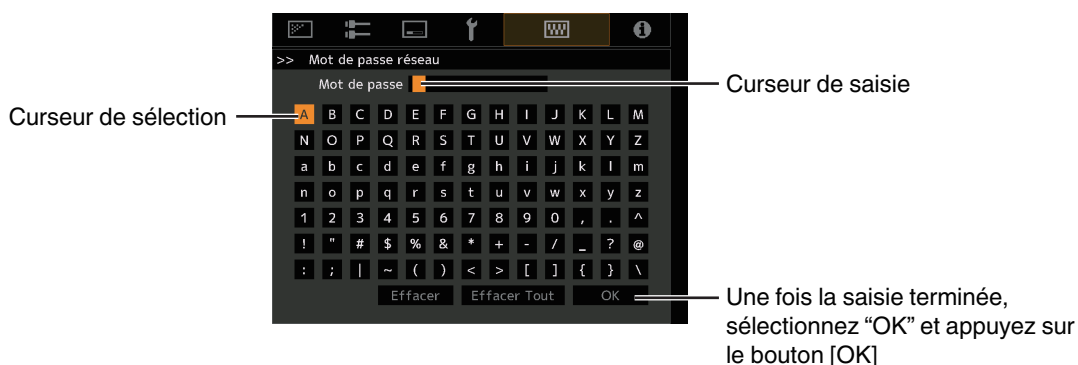 >> Mot de passe réseau
Mot de passe
Curseur de saisie
Curseur de sélection
A B C D E F G H I J K L M
N O P Q R S T U V W X Y Z
a b c d e f g h i j k l m
n o p q r s t u v w x y z
1 2 3 4 5 6 7 8 9 0 , . ^
! " # $ % & * + - / _ ? @
: ; | ~ ( ) < > [ ] { } \
Effacer Effacer Tout OK
Une fois la saisie terminée,
sélectionnez “OK” et appuyez sur
le bouton [OK]